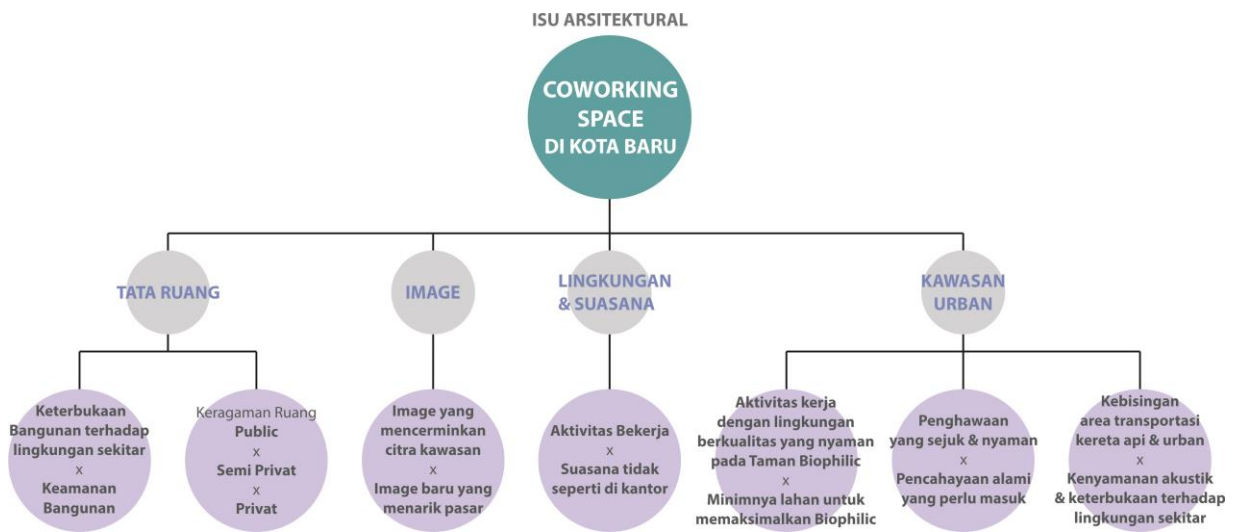 ISU ARSITEKTURAL
COWORKING
SPACE
DI KOTA BARU
TATA RUANG
IMAGE
LINGKUNGAN
& SUASANA
KAWASAN
URBAN
Keterbukaan
Bangunan terhadap
lingkungan sekitar
x
Keamanan
Bangunan
Keragaman Ruang
Public
x
Semi Privat
x
Privat
Image yang
mencerminkan
citra kawasan
x
Image baru yang
menarik pasar
Aktivitas Bekerja
x
Suasana tidak
seperti di kantor
Aktivitas kerja
dengan lingkungan
berkualitas yang nyaman
pada Taman Biophilic
x
Minimnya lahan untuk
memaksimalkan Biophilic
Penghawaan
yang sejuk & nyaman
x
Pencahayaan alami
yang perlu masuk
Kebisingan
area transportasi
kereta api & urban
x
Kenyamanan akustik
& keterbukaan terhadap
lingkungan sekitar